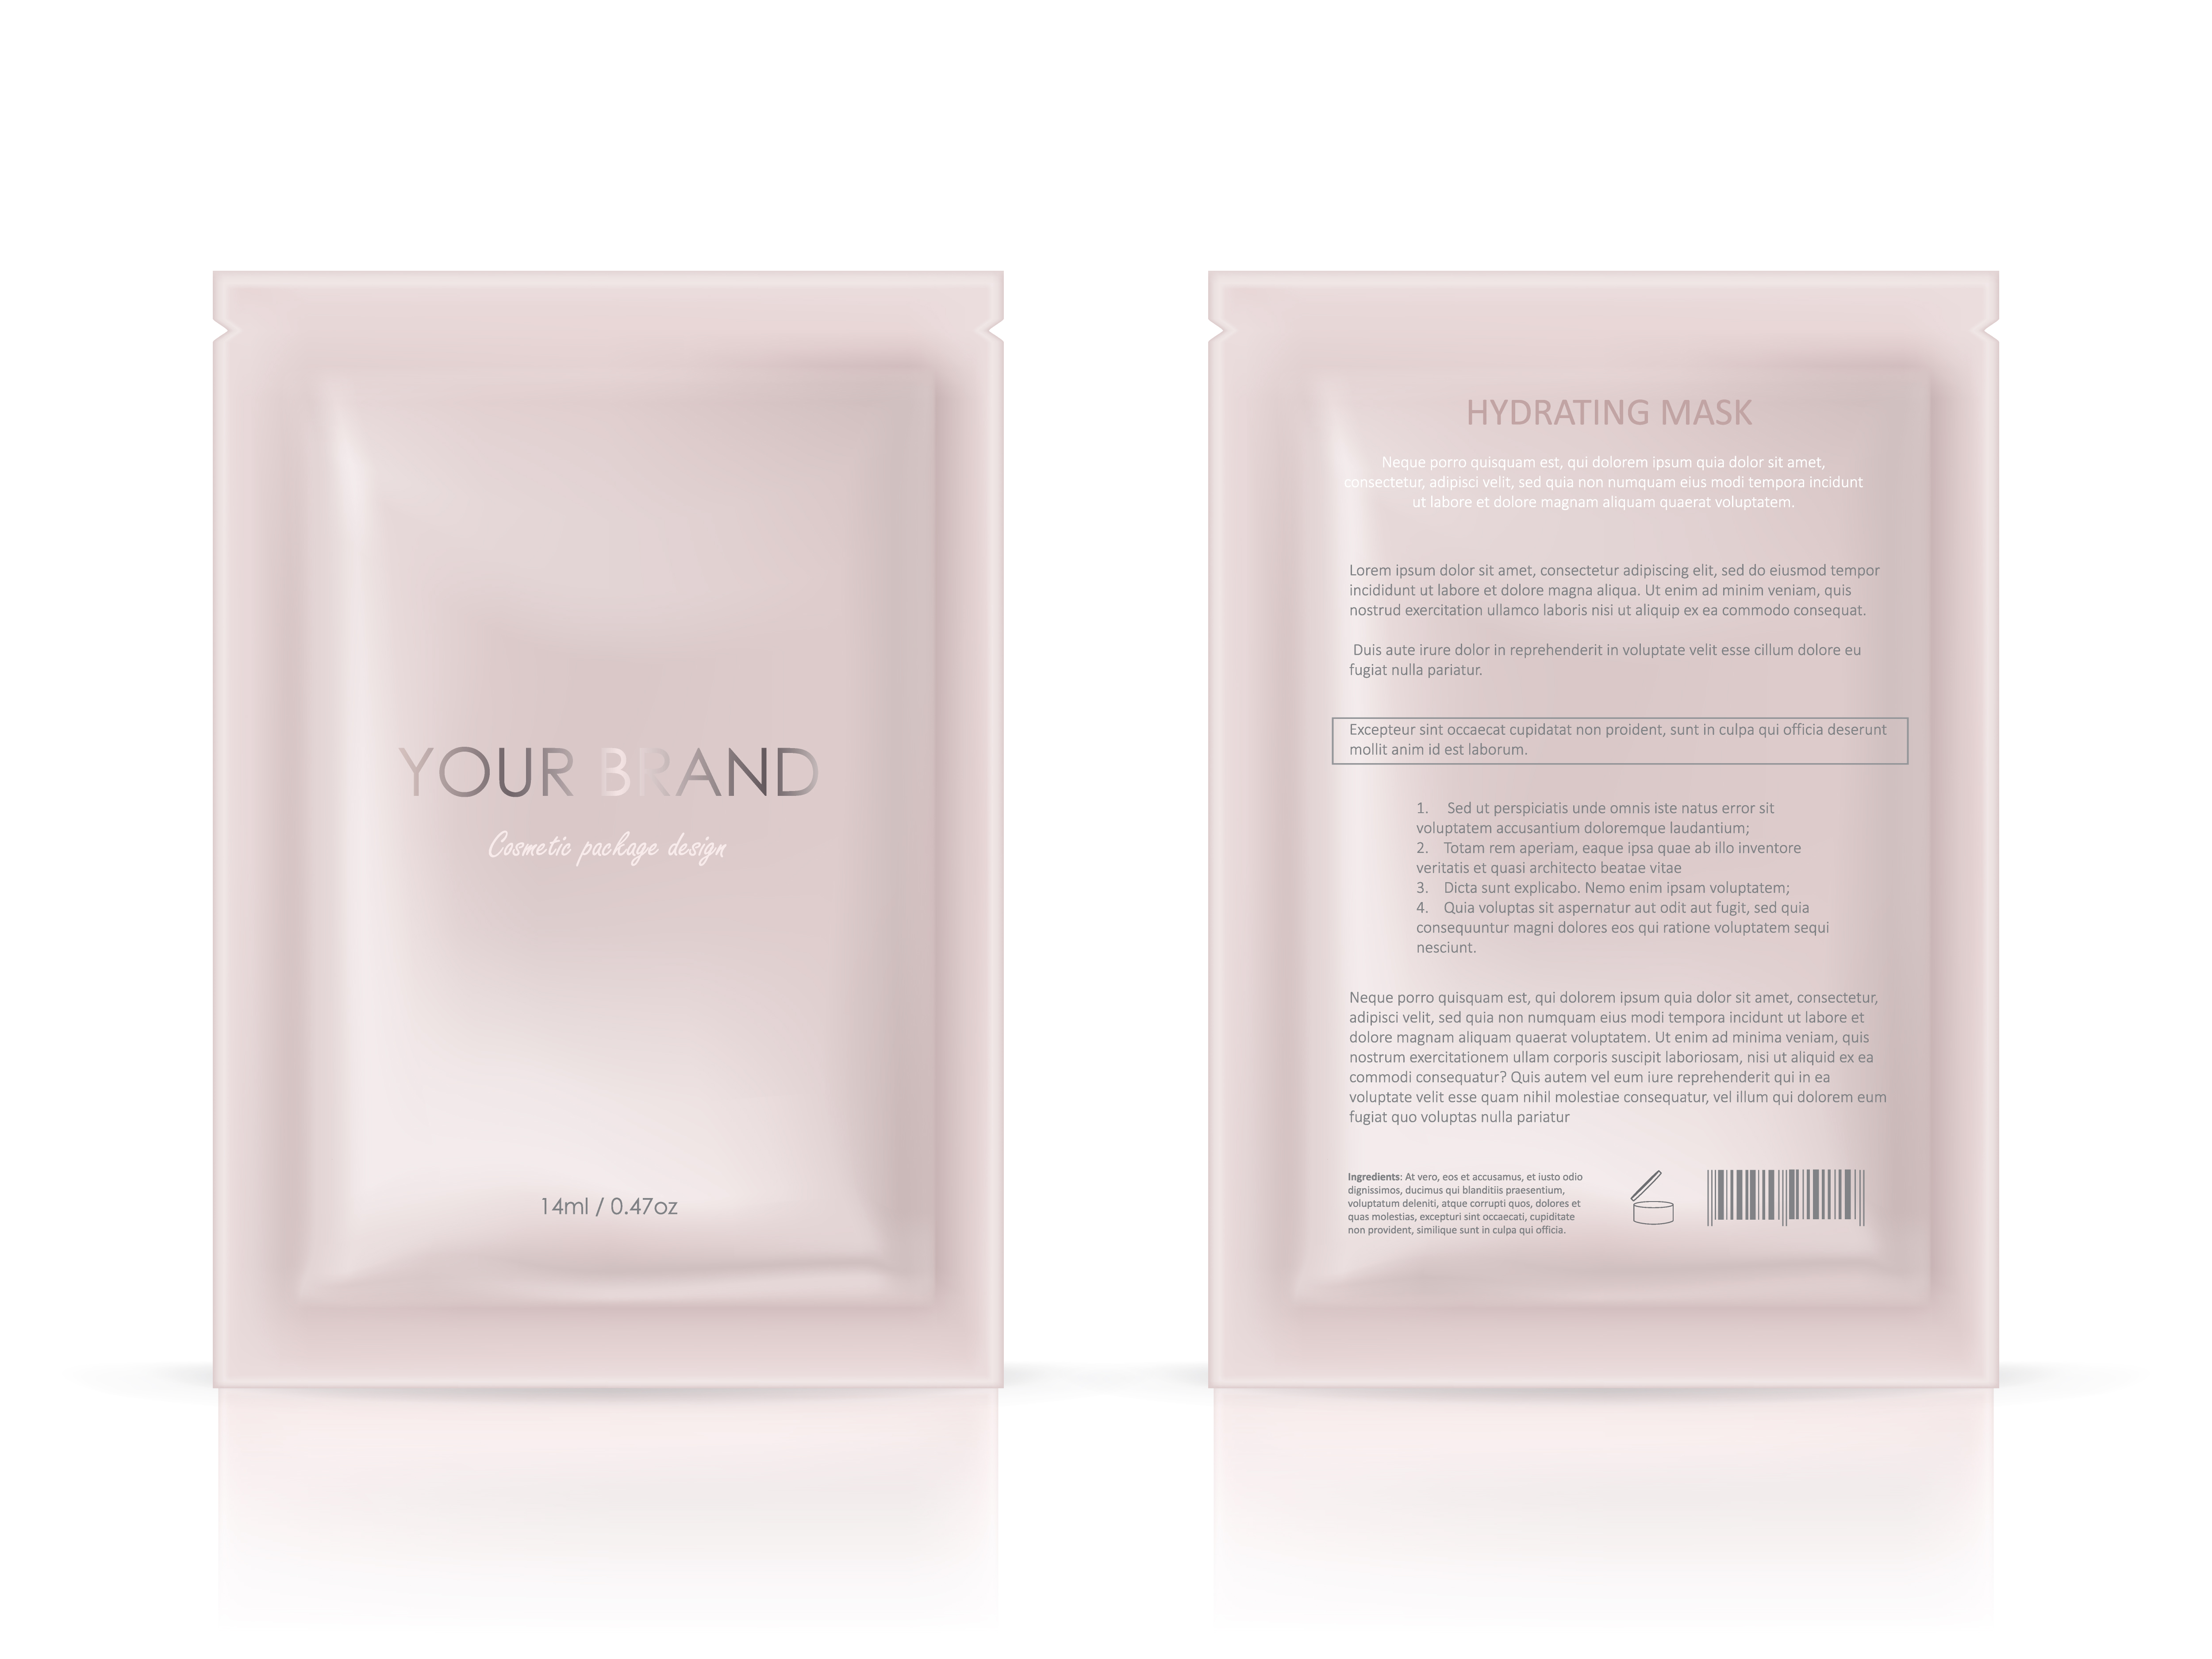 YOUR BRAND
Cosmetic package design
14ml / 0.47oz
HYDRATING MASK
Neque porro quisquam est, qui dolorem ipsum quia dolor sit amet,
consectetur, adipisci velit, sed quia non numquam eius modi tempora incidunt
ut labore et dolore magnam aliquam quaerat voluptatem.
Lorem ipsum dolor sit amet, consectetur adipiscing elit, sed do eiusmod tempor
incididunt ut labore et dolore magna aliqua. Ut enim ad minim veniam, quis
nostrud exercitation ullamco laboris nisi ut aliquip ex ea commodo consequat.
Duis aute irure dolor in reprehenderit in voluptate velit esse cillum dolore eu
fugiat nulla pariatur.
Excepteur sint occaecat cupidatat non proident, sunt in culpa qui officia deserunt
mollit anim id est laborum.
1. Sed ut perspiciatis unde omnis iste natus error sit
voluptatem accusantium doloremque laudantium;
2. Totam rem aperiam, eaque ipsa quae ab illo inventore
veritatis et quasi architecto beatae vitae
3. Dicta sunt explicabo. Nemo enim ipsam voluptatem;
4. Quia voluptas sit aspernatur aut odit aut fugit, sed quia
consequuntur magni dolores eos qui ratione voluptatem sequi
nesciunt.
Neque porro quisquam est, qui dolorem ipsum quia dolor sit amet, consectetur,
adipisci velit, sed quia non numquam eius modi tempora incidunt ut labore et
dolore magnam aliquam quaerat voluptatem. Ut enim ad minima veniam, quis
nostrum exercitationem ullam corporis suscipit laboriosam, nisi ut aliquid ex ea
commodi consequatur? Quis autem vel eum iure reprehenderit qui in ea
voluptate velit esse quam nihil molestiae consequatur, vel illum qui dolorem eum
fugiat quo voluptas nulla pariatur
Ingredients: At vero, eos et accusamus, et iusto odio
dignissimos, ducimus qui blanditiis praesentium,
voluptatum deleniti, atque corrupti quos, dolores et
quas molestias, excepturi sint occaecati, cupiditate
non provident, similique sunt in culpa qui officia.